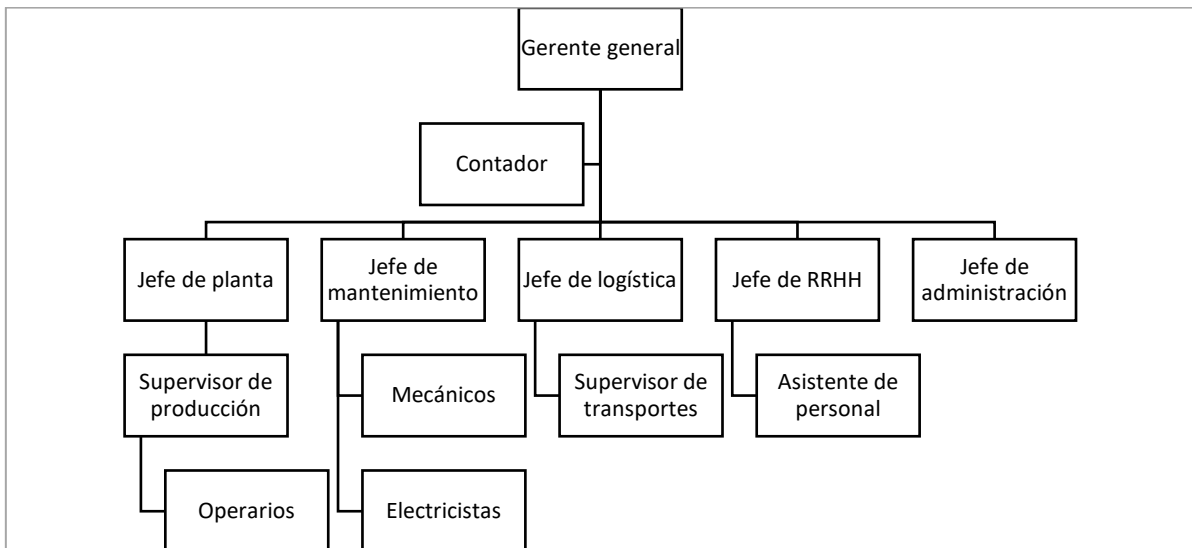 Gerente general
Contador
Jefe de planta
Jefe de
mantenimiento
Jefe de logística
Jefe de RRHH
Jefe de
administración
Supervisor de
producción
Mecánicos
Supervisor de
transportes
Asistente de
personal
Operarios
Electricistas